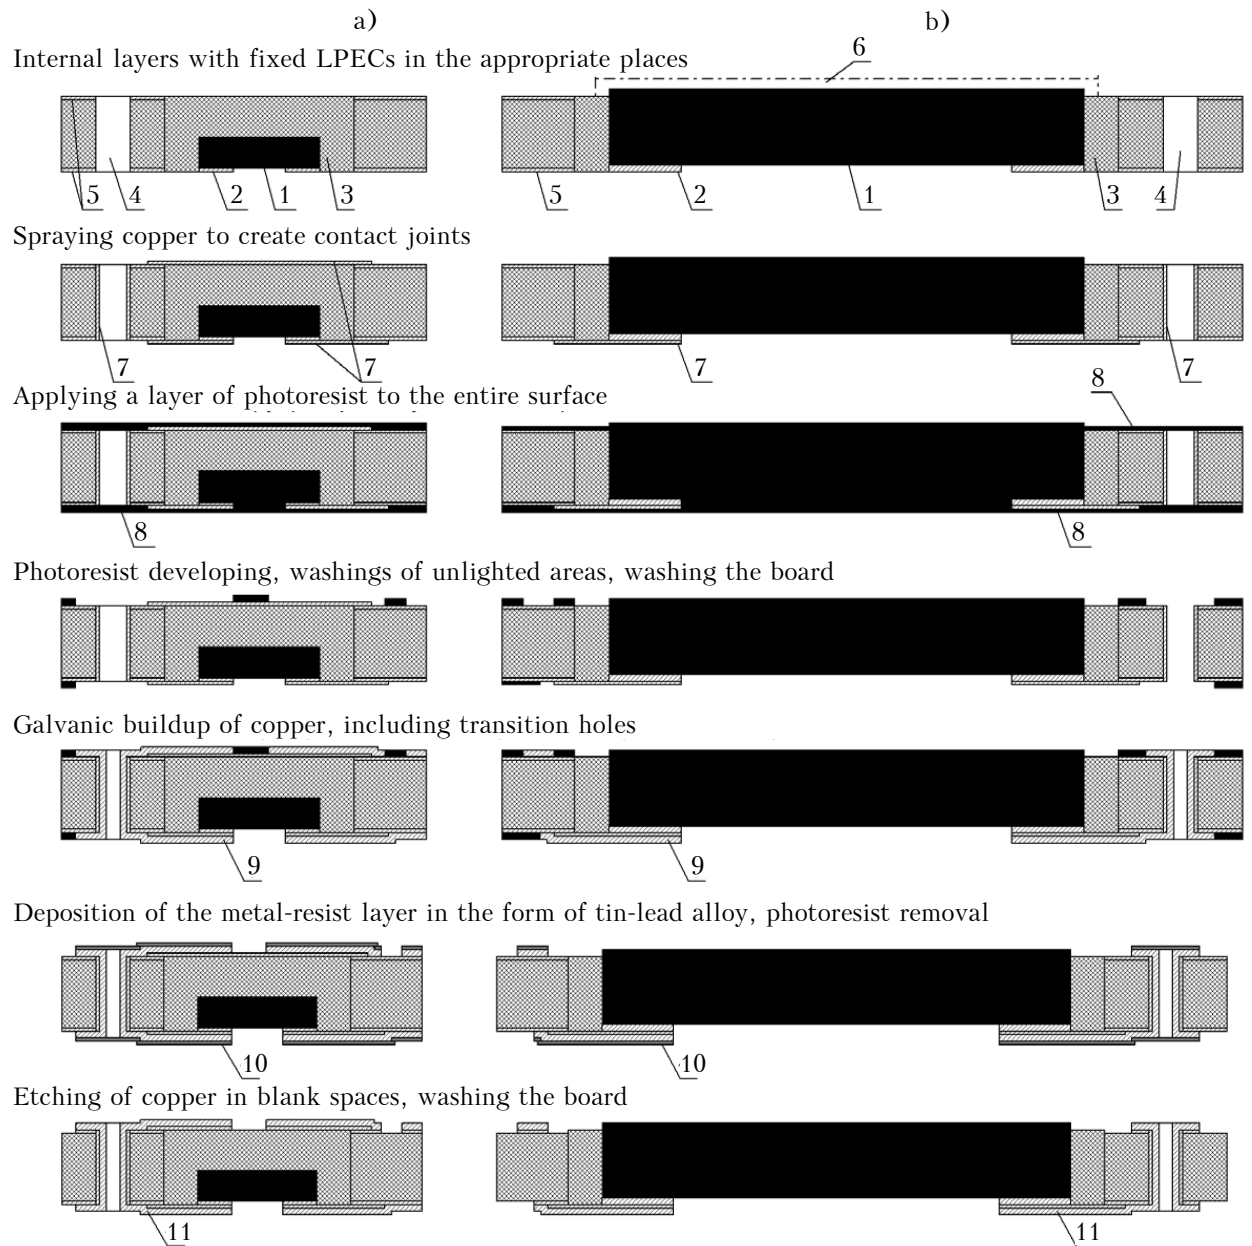 a) b)
Internal layers with fixed LPECs in the appropriate places
6
5 4 2 1 3 5 2 1 3 4
Spraying copper to create contact joints
7 7 7 7
Applying a layer of photoresist to the entire surface
8
8 8
Photoresist developing, washings of unlighted areas, washing the board
Galvanic buildup of copper, including transition holes
9 9
Deposition of the metal-resist layer in the form of tin-lead alloy, photoresist removal
10 10
Etching of copper in blank spaces, washing the board
11 11